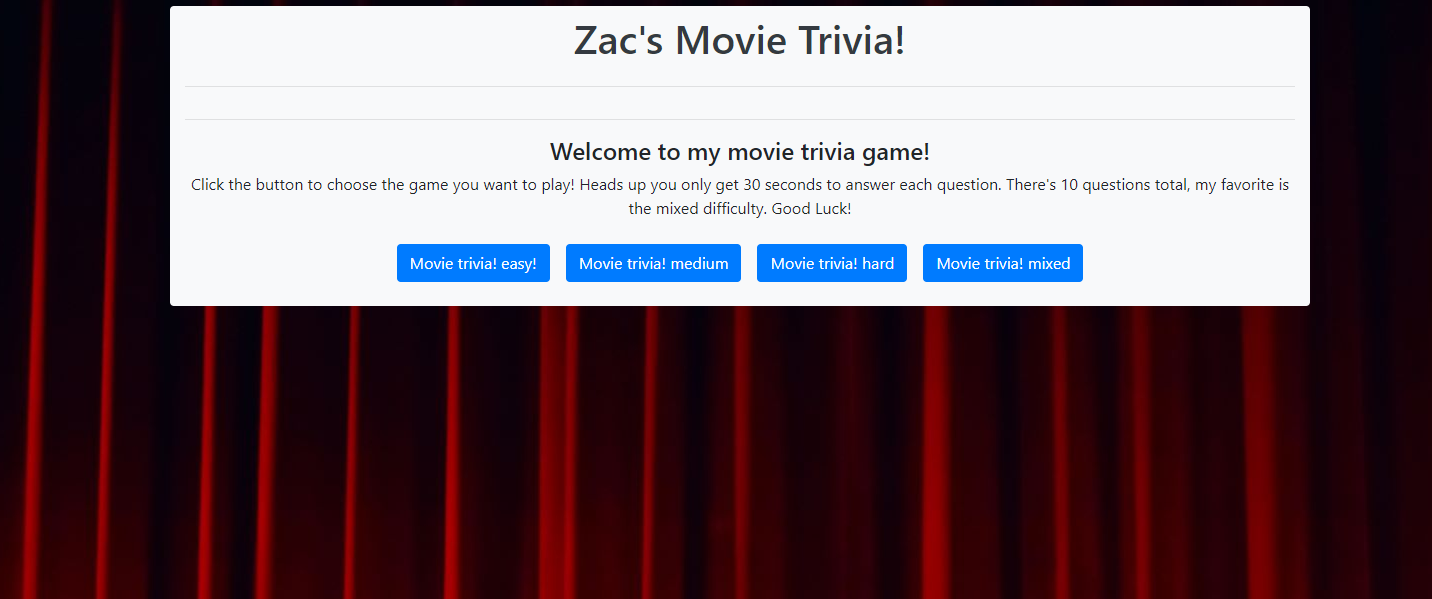 Zac's Movie Trivia!
Welcome to my movie trivia game!
Click the button to choose the game you want to play! Heads up you only get 30 seconds to answer each question. There's 10 questions total, my favorite is
the mixed difficulty. Good Luck!
Movie trivia! easy! Movie trivia! medium Movie trivia! hard Movie trivia! mixed